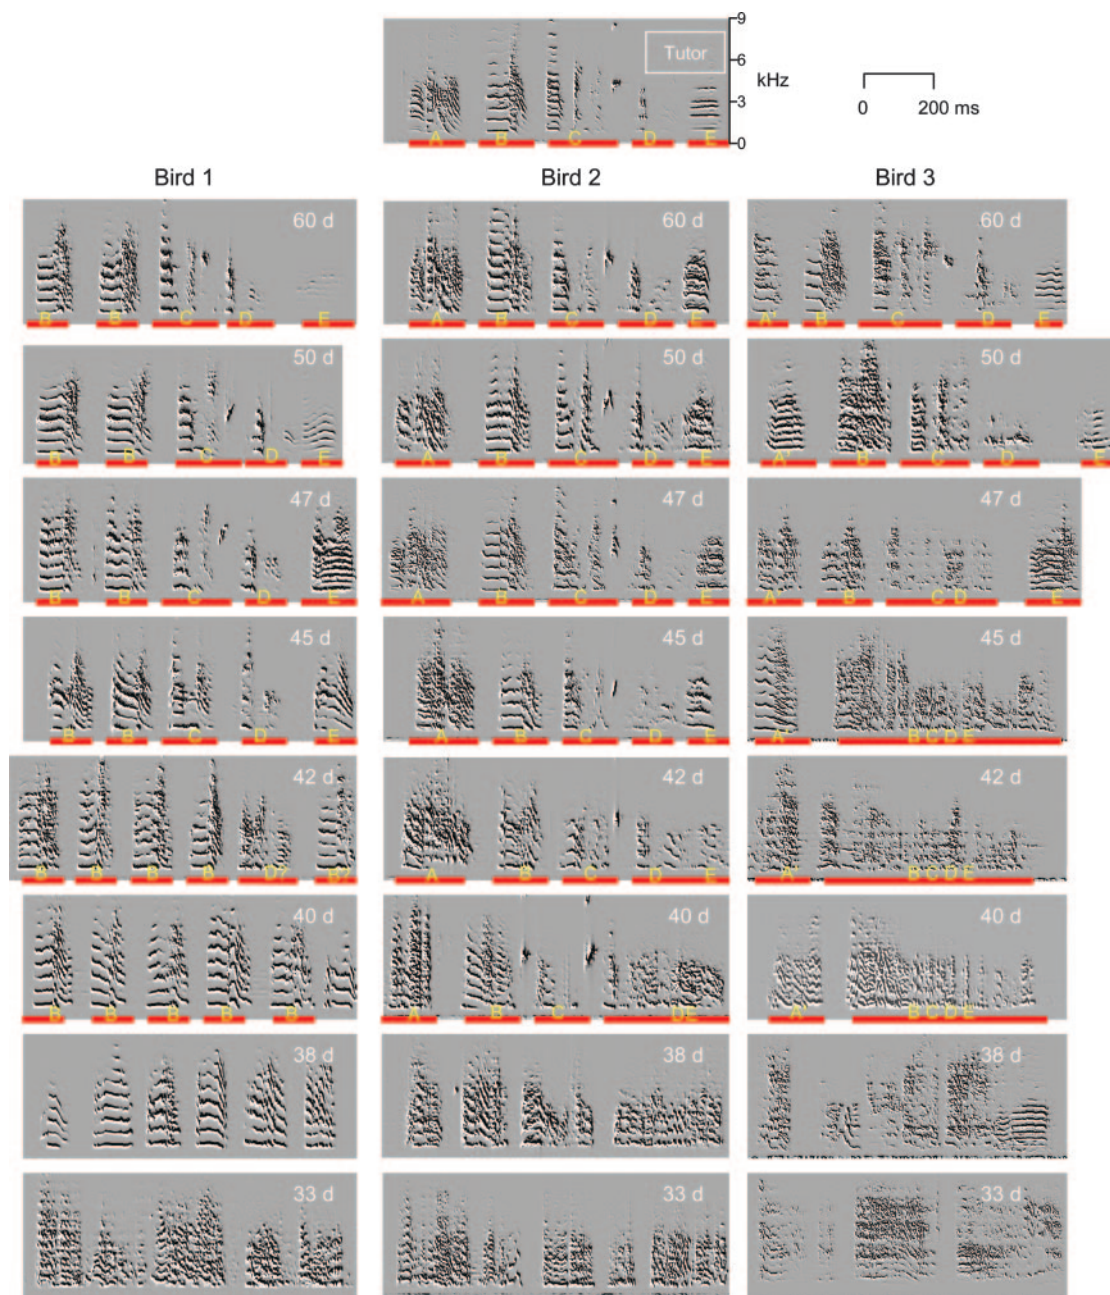 9
Tutor
6
kHz
3
0
0 200 ms
A B C D E
Bird 1 Bird 2 Bird 3
60 d 60 d 60 d
B B C D E A B C D E A' B C D E
50 d 50 d 50 d
B B C D E A B C D E A' B C D E
47 d 47 d 47 d
B B C D E A B C D E A' B C D E
45 d 45 d 45 d
B B C D E A B C D E A' B C D E
42 d 42 d 42 d
B B B B D? A B C D E A' B C D E
40 d 40 d 40 d
B B B B B A B C DE A' B C D E
38 d 38 d 38 d
33 d 33 d 33 d